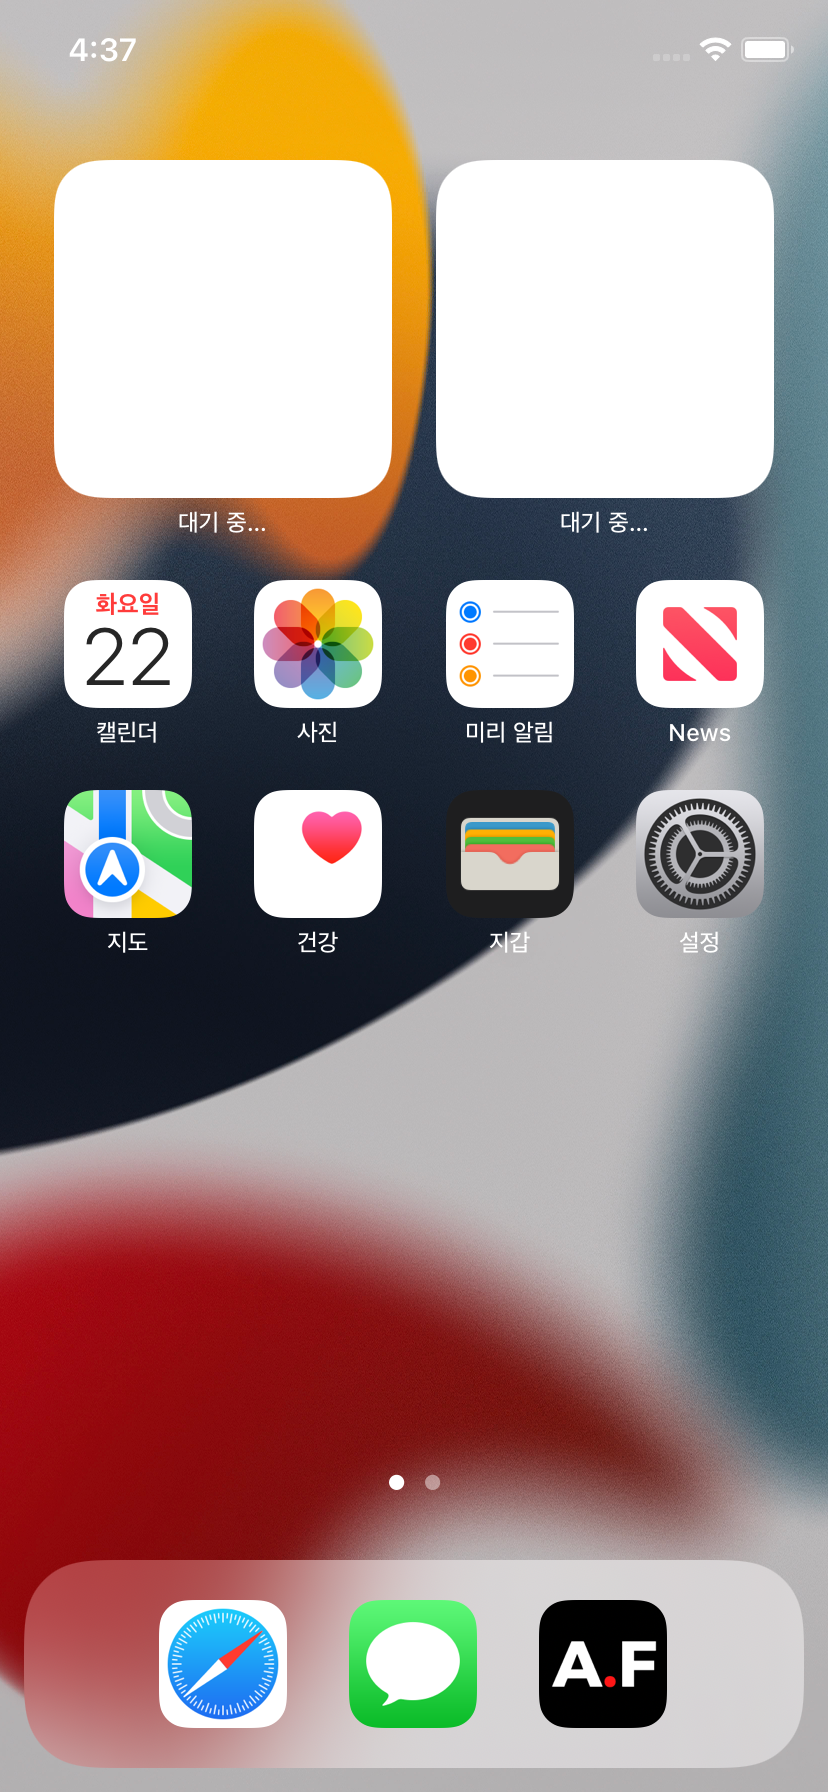 4:37
대기 중...
대기 중...
화요일
22
캘린더
사진
미리 알림
News
지도
건강
지갑
설정
A.F